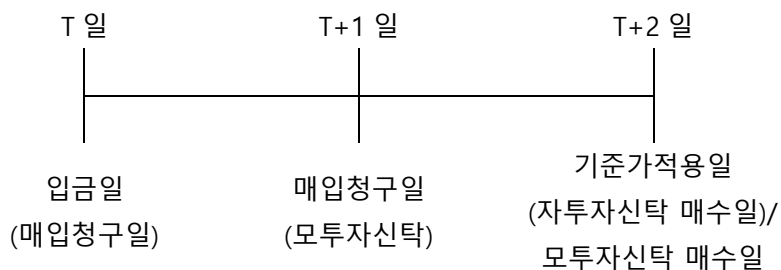 T 일
T+1 일
T+2 일
입금일
(매입청구일)
매입청구일
(모투자신탁)
기준가적용일
(자투자신탁 매수일)/
모투자신탁 매수일